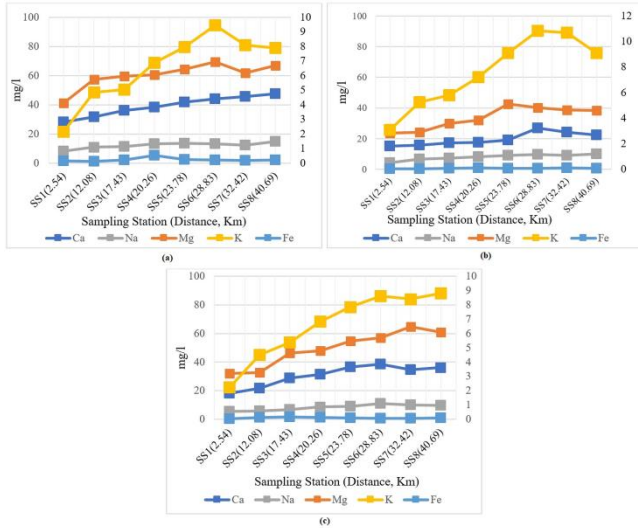 100
80
60
40
20
0
mg/l
10
9
8
7
6
5
4
3
2
1
0
SS1(2.54)
SS2(12.08)
SS3(17.43)
SS4(20.26)
SS5(23.78)
SS6(28.83)
SS7(32.42)
SS8(40.69)
Sampling Station (Distance, Km)
Ca Na Mg K Fe
(a)
100
80
60
40
20
0
12
10
8
6
4
2
0
SS1(2.54)
SS2(12.08)
SS3(17.43)
SS4(20.26)
SS5(23.78)
SS6(28.83)
SS7(32.42)
SS8(40.69)
Sampling Station (Distance, Km)
Ca Na Mg K Fe
(b)
100
80
60
40
20
0
mg/l
10
9
8
7
6
5
4
3
2
1
0
SS1(2.54)
SS2(12.08)
SS3(17.43)
SS4(20.26)
SS5(23.78)
SS6(28.83)
SS7(32.42)
SS8(40.69)
Sampling Station (Distance, Km)
Ca Na Mg K Fe
(c)